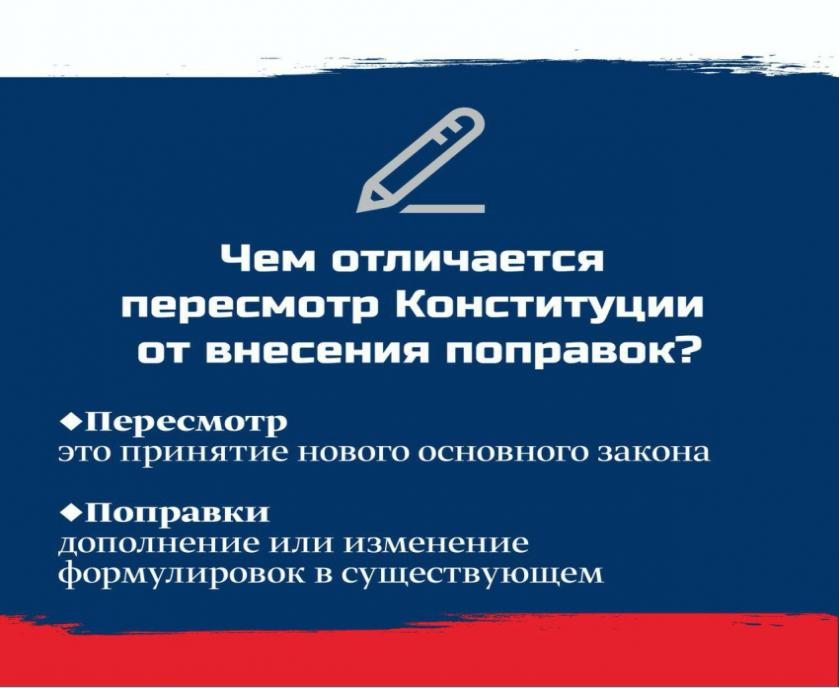 Чем отличается
пересмотр Конституции
от внесения поправок?
◆Пересмотр
это принятие нового основного закона
◆Поправки
дополнение или изменение
формулировок в существующем